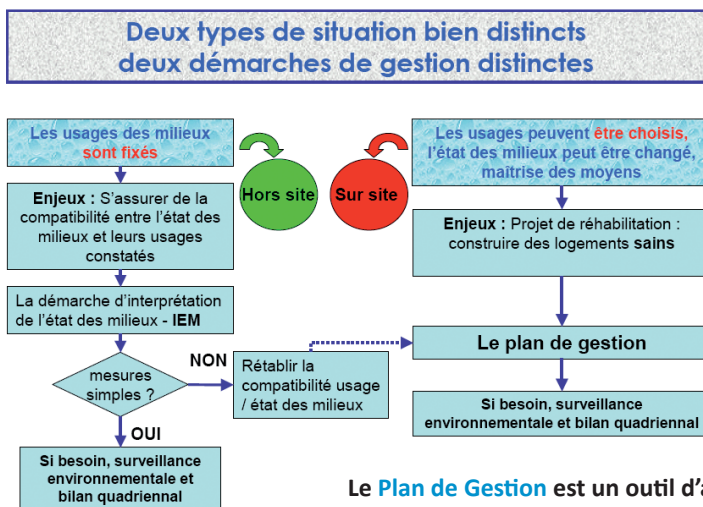 Deux types de situation bien distincts
deux démarches de gestion distinctes
Les usages des milieux
sont fixés
Hors site
Sur site
Les usages peuvent être choisis,
l'état des milieux peut être changé,
maîtrise des moyens
Enjeux : S'assurer de la
compatibilité entre l'état des
milieux et leurs usages
constatés
Enjeux : Projet de réhabilitation :
construire des logements sains
La démarche d'interprétation
de l'état des milieux - IEM
mesures
simples ?
NON
Rétablir la
compatibilité usage
/ état des milieux
Le plan de gestion
OUI
Si besoin, surveillance
environnementale et bilan quadriennal
Si besoin, surveillance
environnementale et
bilan quadriennal
Le Plan de Gestion est un outil d'a